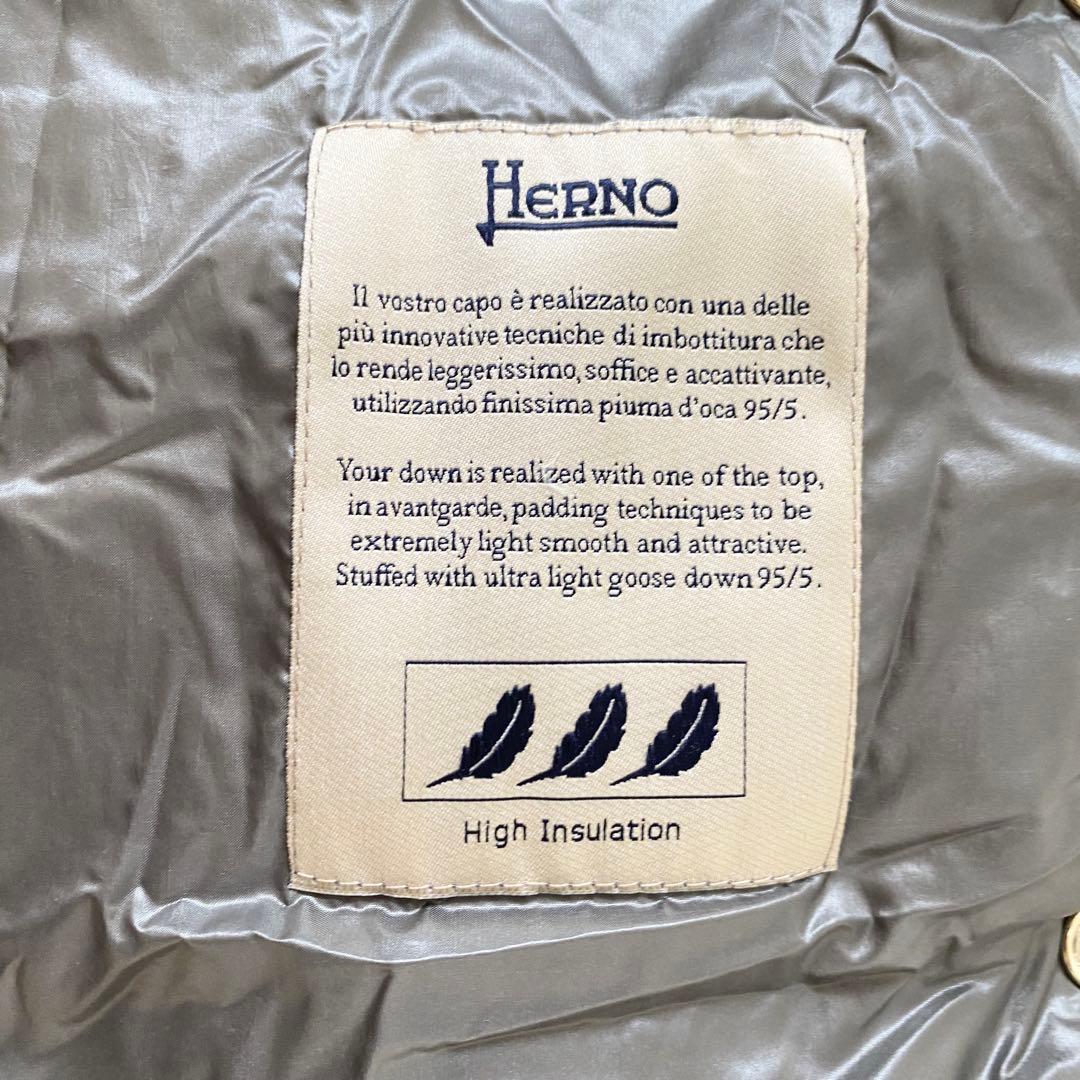 HERNO
Il vostro capo è realizzato con una delle
più innovative tecniche di imbottitura che
lo rende leggerissimo, soffice e accattivante,
utilizzando finissima piuma d'oca 95/5.
Your down is realized with one of the top,
in avantgarde, padding techniques to be
extremely light smooth and attractive.
Stuffed with ultra light goose down 95/5.
High Insulation